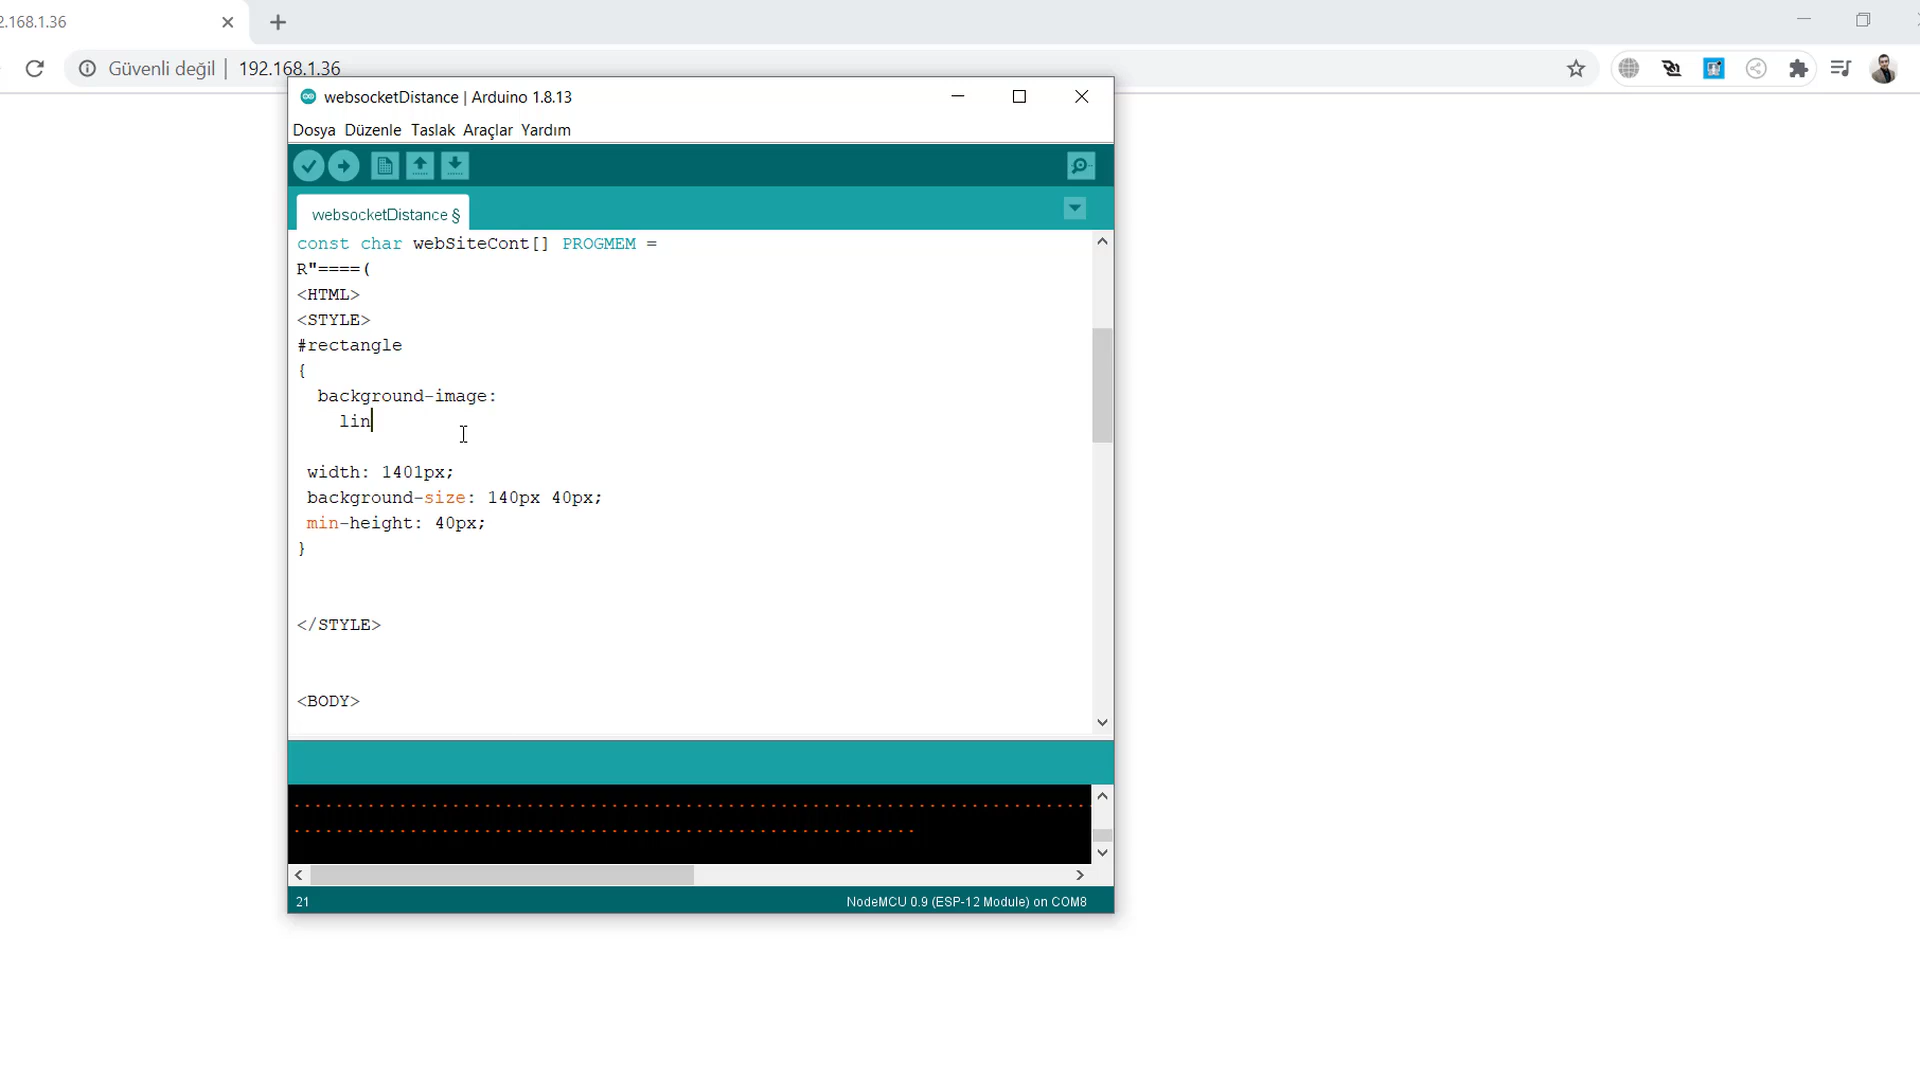 2.168.1.36
Güvenli değil | 192.168.1.36
websocketDistance | Arduino 1.8.13
Dosya Düzenle Taslak Araçlar Yardım
websocketDistance §
const char webSiteCont[] PROGMEM =
R"====(
<HTML>
<STYLE>
#rectangle
{
background-image:
lin
width: 1401px;
background-size: 140px 40px;
min-height: 40px;
}
</STYLE>
<BODY>
21
NodeMCU 0.9 (ESP-12 Module) on COM8